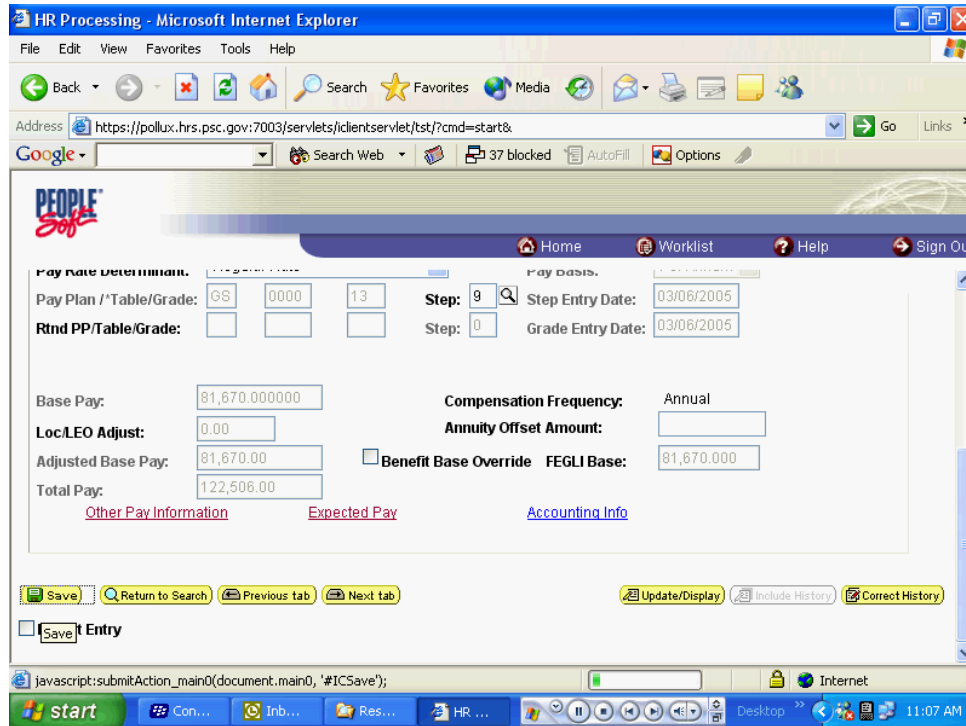 HR Processing - Microsoft Internet Explorer
File Edit View Favorites Tools Help
Back Search Favorites Media
Address https://pollux.hrs.psc.gov:7003/servlets/iclientservlet/tst/?cmd=start& Go Links
Google Search Web 37 blocked AutoFill Options
PEOPLE Soft
Home Worklist Help Sign Ou
Pay Rate Determinant: Regular Rate Pay Basis: Per Annum
Pay Plan /*Table/Grade: GS 0000 13 Step: 9 Step Entry Date: 03/06/2005
Rtnd PP/Table/Grade: Step: 0 Grade Entry Date: 03/06/2005
Base Pay: 81,670.000000 Compensation Frequency: Annual
Loc/LEO Adjust: 0.00 Annuity Offset Amount:
Adjusted Base Pay: 81,670.00 Benefit Base Override FEGLI Base: 81,670.000
Total Pay: 122,506.00
Other Pay Information Expected Pay Accounting Info
Save Return to Search Previous tab Next tab Update/Display Include History Correct History
Save t Entry
javascript:submitAction_main0(document.main0, '#ICSave'); Internet
start Con... Inb... Res... HR ... Desktop 11:07 AM